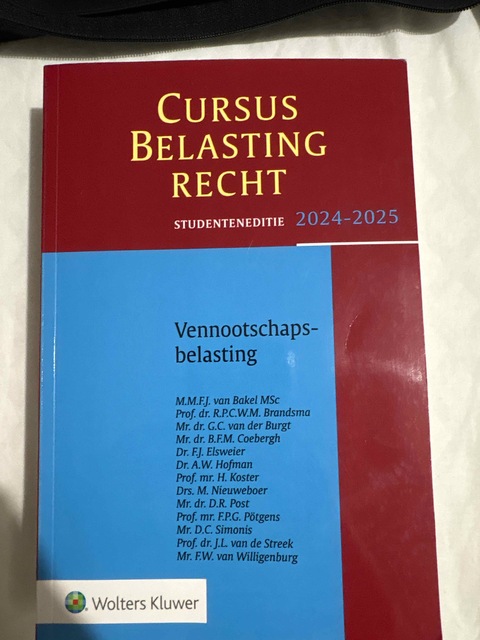 CURSUS
BELASTING
RECHT
STUDENTENEDITIE 2024-2025
Vennootschaps-
belasting
M.M.F.J. van Bakel MSc
Prof. dr. R.P.C.W.M. Brandsma
Mr. dr. G.C. van der Burgt
Mr. dr. B.F.M. Coebergh
Dr. F.J. Elsweier
Dr. A.W. Hofman
Prof. mr. H. Koster
Drs. M. Nieuweboer
Mr. dr. D.R. Post
Prof. mr. F.P.G. Pötgens
Mr. D.C. Simonis
Prof. dr. J.L. van de Streek
Mr. F.W. van Willigenburg
Wolters Kluwer